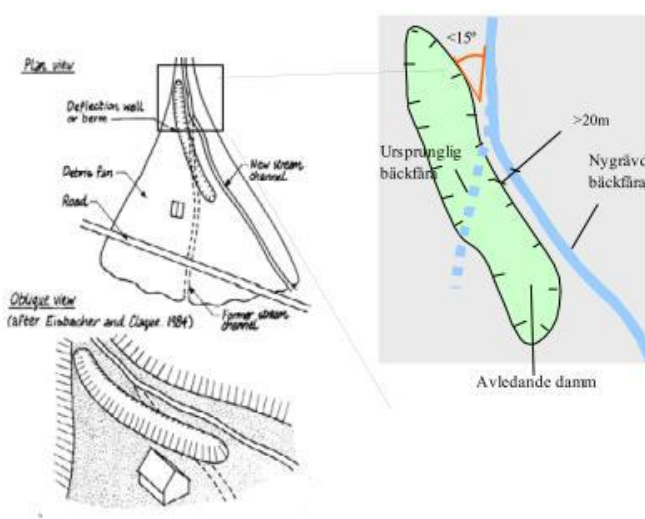 Plan view
Deflection wall
or berm
Debris fan
Road
New stream
channel
Former stream
channel
Oblique view
(after Eisbacher and Clague 1984)
<15°
>20m
Ursprunglig
bäckfåra
Nygrävd
bäckfåra
Avledande damm